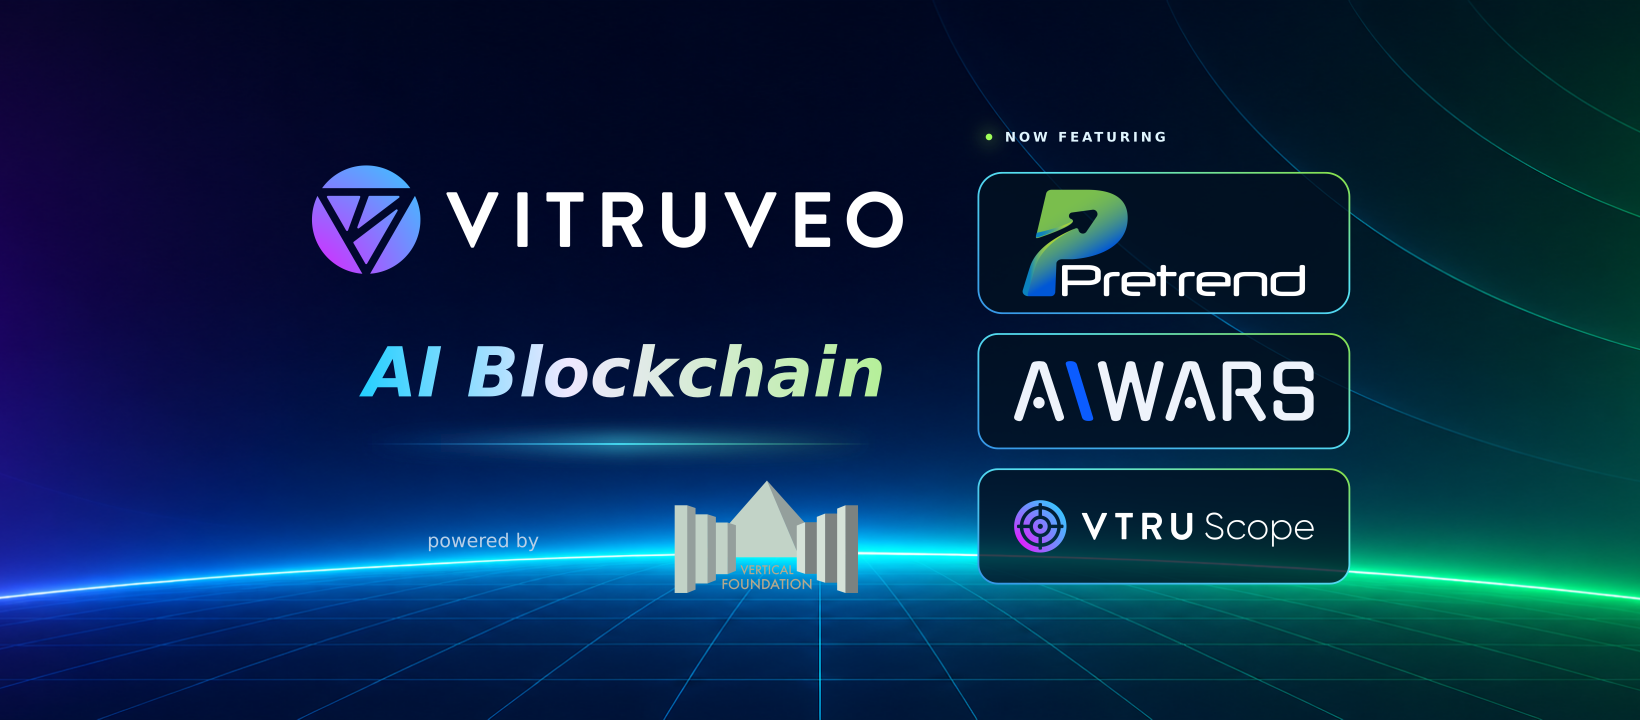 VITRUVEO
AI Blockchain
powered by
VERTICAL
FOUNDATION
NOW FEATURING
Pretrend
AIWARS
VTRU Scope